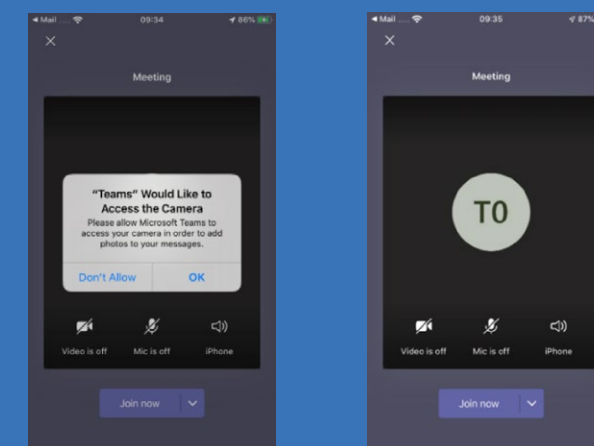 Mail .... 09:34 86%
Meeting
"Teams" Would Like to
Access the Camera
Please allow Microsoft Teams to
access your camera in order to add
photos to your messages.
Don't Allow OK
Video is off Mic is off iPhone
Join now
Mail .... 09:35 87%
Meeting
TO
Video is off Mic is off iPhone
Join now